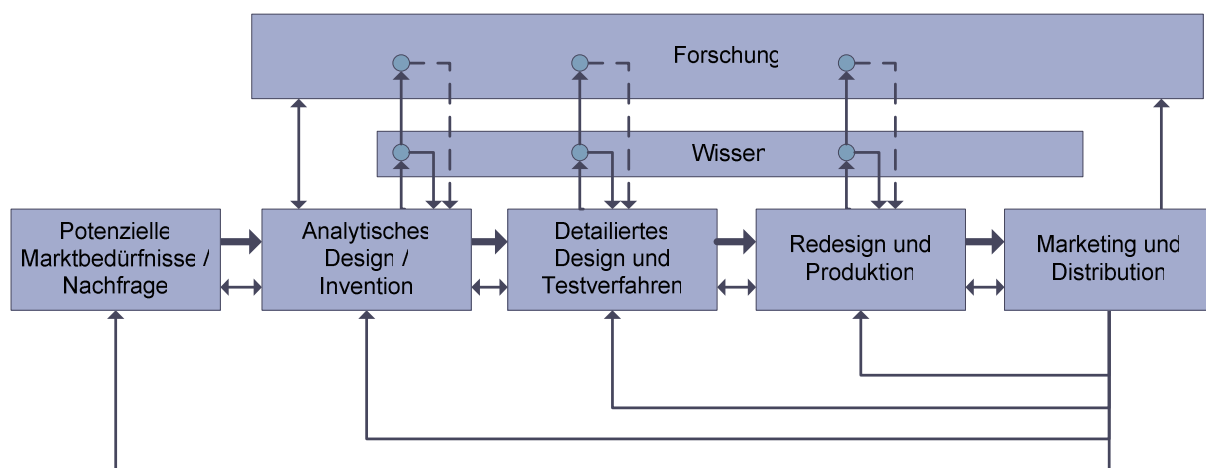 Forschung
Wissen
Potenzielle
Marktbedürfnisse /
Nachfrage
Analytisches
Design /
Invention
Detailiertes
Design und
Testverfahren
Redesign und
Produktion
Marketing und
Distribution